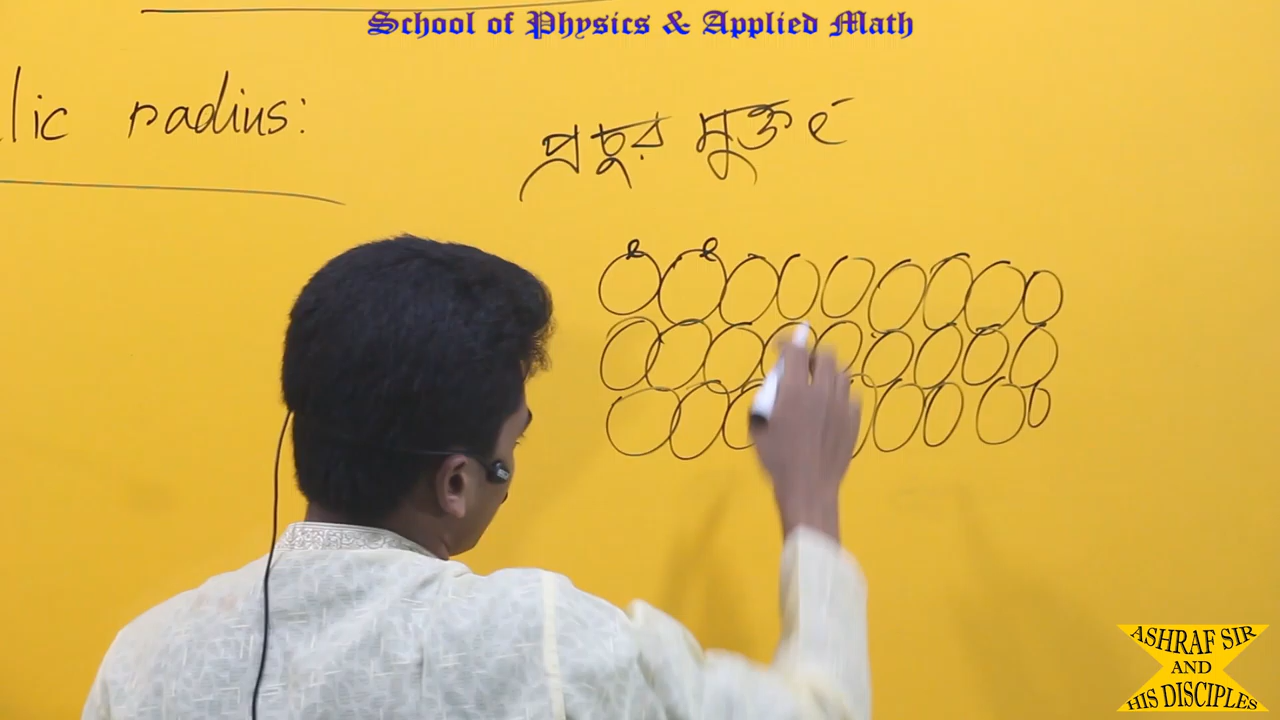 School of Physics & Applied Math
lic radius:
প্রচুর মুক্ত e⁻
ASHRAF SIR
AND
HIS DISCIPLES